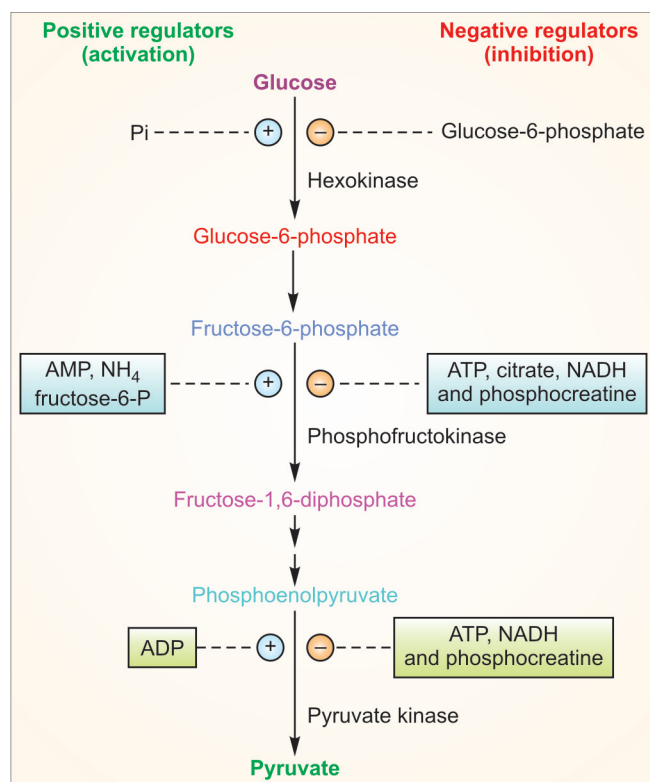 Positive regulators
(activation)
Negative regulators
(inhibition)
Glucose
Pi
+
–
Glucose-6-phosphate
Hexokinase
Glucose-6-phosphate
Fructose-6-phosphate
AMP, NH₄
fructose-6-P
+
–
ATP, citrate, NADH
and phosphocreatine
Phosphofructokinase
Fructose-1,6-diphosphate
Phosphoenolpyruvate
ADP
+
–
ATP, NADH
and phosphocreatine
Pyruvate kinase
Pyruvate